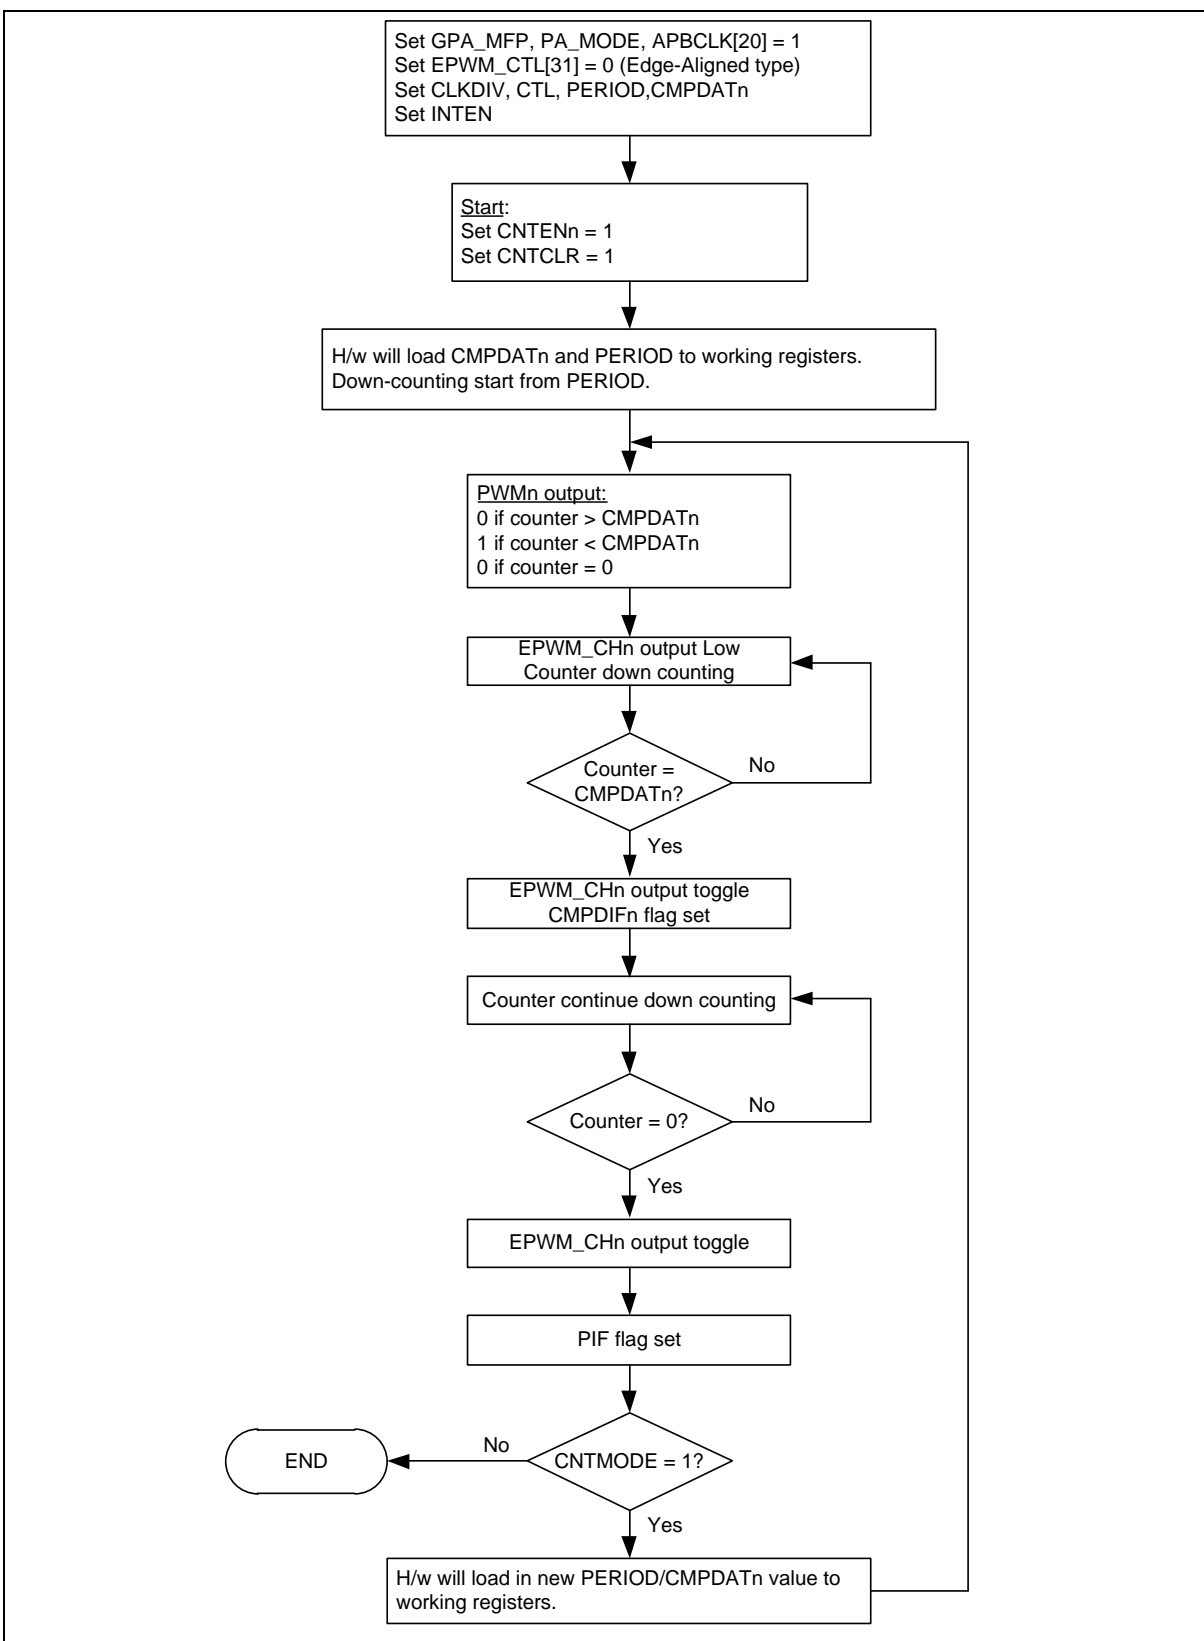 Set GPA_MFP, PA_MODE, APBCLK[20] = 1
Set EPWM_CTL[31] = 0 (Edge-Aligned type)
Set CLKDIV, CTL, PERIOD,CMPDATn
Set INTEN
Start:
Set CNTENn = 1
Set CNTCLR = 1
H/w will load CMPDATn and PERIOD to working registers.
Down-counting start from PERIOD.
PWMn output:
0 if counter > CMPDATn
1 if counter < CMPDATn
0 if counter = 0
EPWM_CHn output Low
Counter down counting
Counter =
CMPDATn?
No
Yes
EPWM_CHn output toggle
CMPDIFn flag set
Counter continue down counting
Counter = 0?
No
Yes
EPWM_CHn output toggle
PIF flag set
CNTMODE = 1?
No
END
Yes
H/w will load in new PERIOD/CMPDATn value to
working registers.